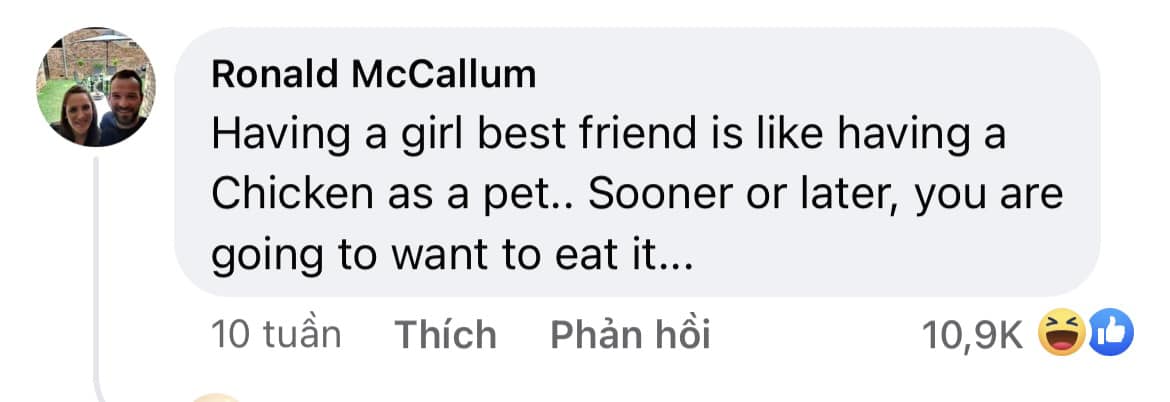 Ronald McCallum
Having a girl best friend is like having a
Chicken as a pet.. Sooner or later, you are
going to want to eat it...
10 tuần Thích Phản hồi 10,9K